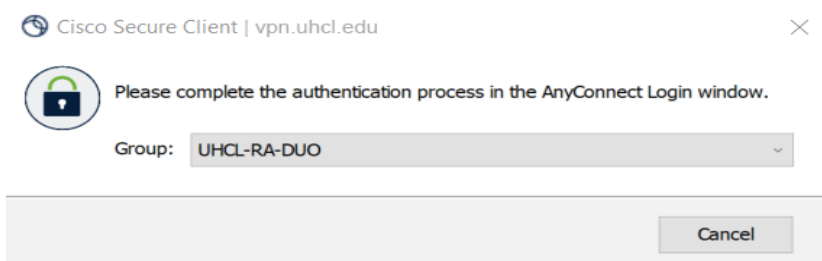 Cisco Secure Client | vpn.uhcl.edu
Please complete the authentication process in the AnyConnect Login window.
Group: UHCL-RA-DUO
Cancel